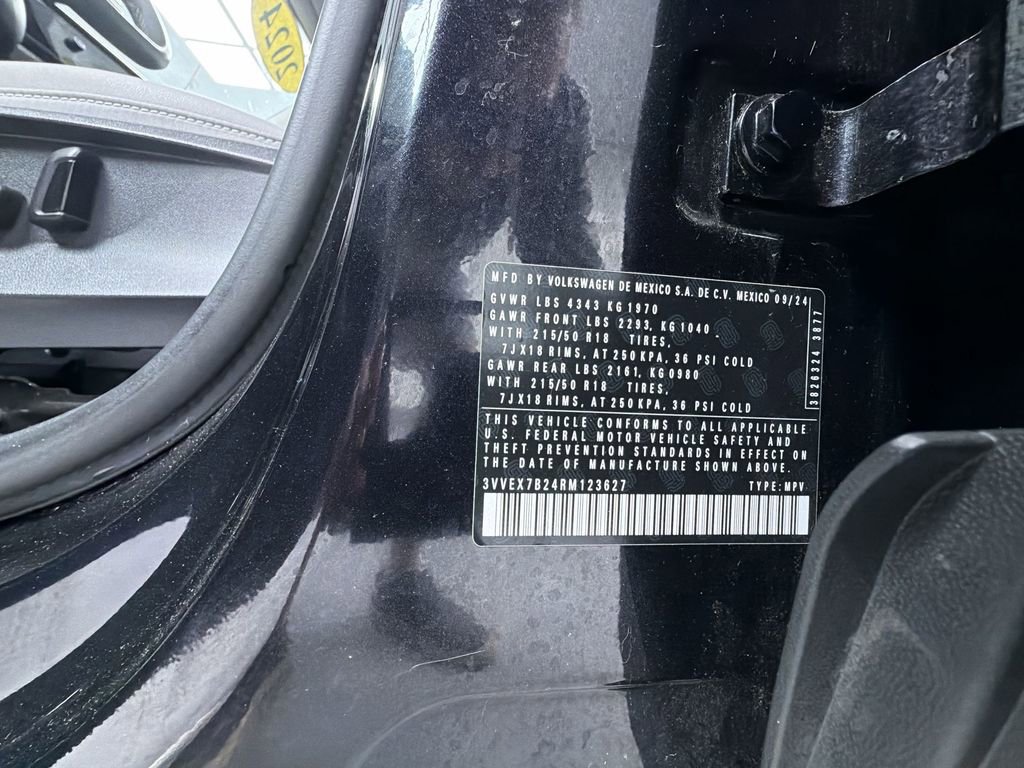 2024
MFD BY VOLKSWAGEN DE MEXICO S.A. DE C.V. MEXICO 09/24
GVWR LBS 4343 KG 1970
GAWR FRONT LBS 2293, KG 1040
WITH 215/50 R18 TIRES,
7JX18 RIMS, AT 250 KPA, 36 PSI COLD
GAWR REAR LBS 2161, KG 0980
WITH 215/50 R18 TIRES,
7JX18 RIMS, AT 250 KPA, 36 PSI COLD
3826324 3877
THIS VEHICLE CONFORMS TO ALL APPLICABLE
U.S. FEDERAL MOTOR VEHICLE SAFETY AND
THEFT PREVENTION STANDARDS IN EFFECT ON
THE DATE OF MANUFACTURE SHOWN ABOVE.
3VVEX7B24RM123627 TYPE: MPV